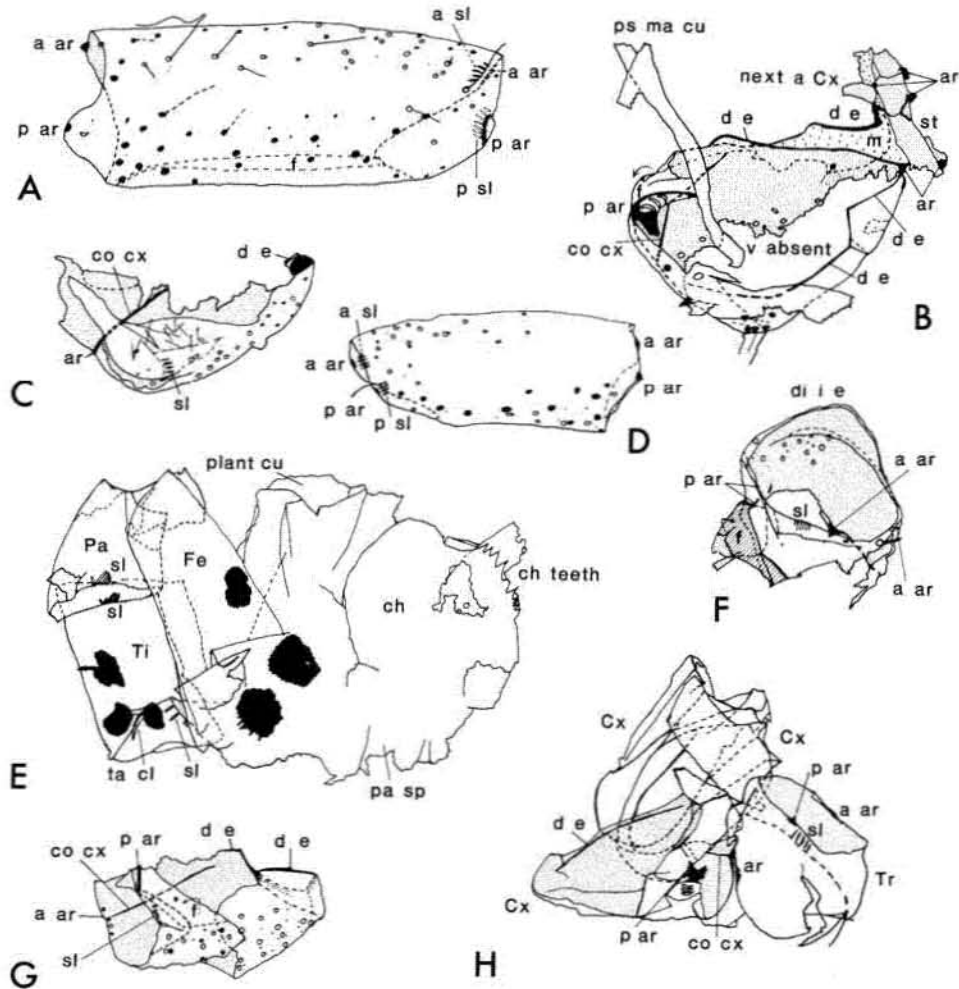 a sl
a ar
a ar
p ar
f
p ar
p sl
A
ps ma cu
next a Cx
ar
d e
d e
st
m
p ar
ar
co cx
v absent
d e
d e
B
co cx
d e
ar
sl
C
a sl
a ar
a ar
p ar
p ar
p sl
D
plant cu
Pa
sl
Fe
sl
ch
ch teeth
Ti
ta cl
sl
pa sp
E
di i e
p ar
a ar
sl
f
a ar
F
p ar
d e
d e
co cx
f
a ar
sl
G
Cx
Cx
p ar
a ar
d e
sl
ar
Cx
Tr
p ar
co cx
H